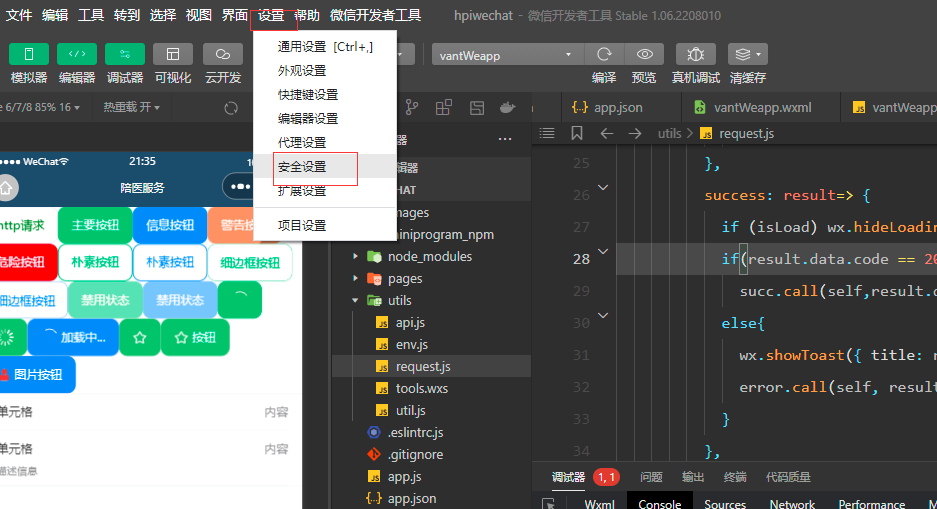 文件 编辑 工具 转到 选择 视图 界面 设置 帮助 微信开发者工具 hpiwechat - 微信开发者工具 Stable 1.06.2208010
模拟器 编辑器 调试器 可视化 云开发
vantWeapp
编译 预览 真机调试 清缓存
通用设置 [Ctrl+,]
外观设置
快捷键设置
编辑器设置
代理设置
安全设置
扩展设置
项目设置
6/7/8 85% 16 热重载 开
WeChat 21:35
陪医服务
http请求 主要按钮 信息按钮 警告
危险按钮 朴素按钮 朴素按钮 细边框按钮
细边框按钮 禁用状态 禁用状态
加载中... 按钮
图片按钮
单元格 内容
单元格 内容
描述信息
miniprogram_npm
node_modules
pages
utils
api.js
env.js
request.js
tools.wxs
util.js
.eslintrc.js
.gitignore
app.js
app.json
app.json vantWeapp.wxml vantWeapp
utils > request.js
25 },
26 success: result=> {
27 if (isLoad) wx.hideLoadin
28 if(result.data.code == 20
succ.call(self,result.
30 else{
31 wx.showToast({ title:
32 error.call(self, result
33 }
34 },
调试器 1, 1 问题 输出 终端 代码质量
Wxml Console Sources Network Performance